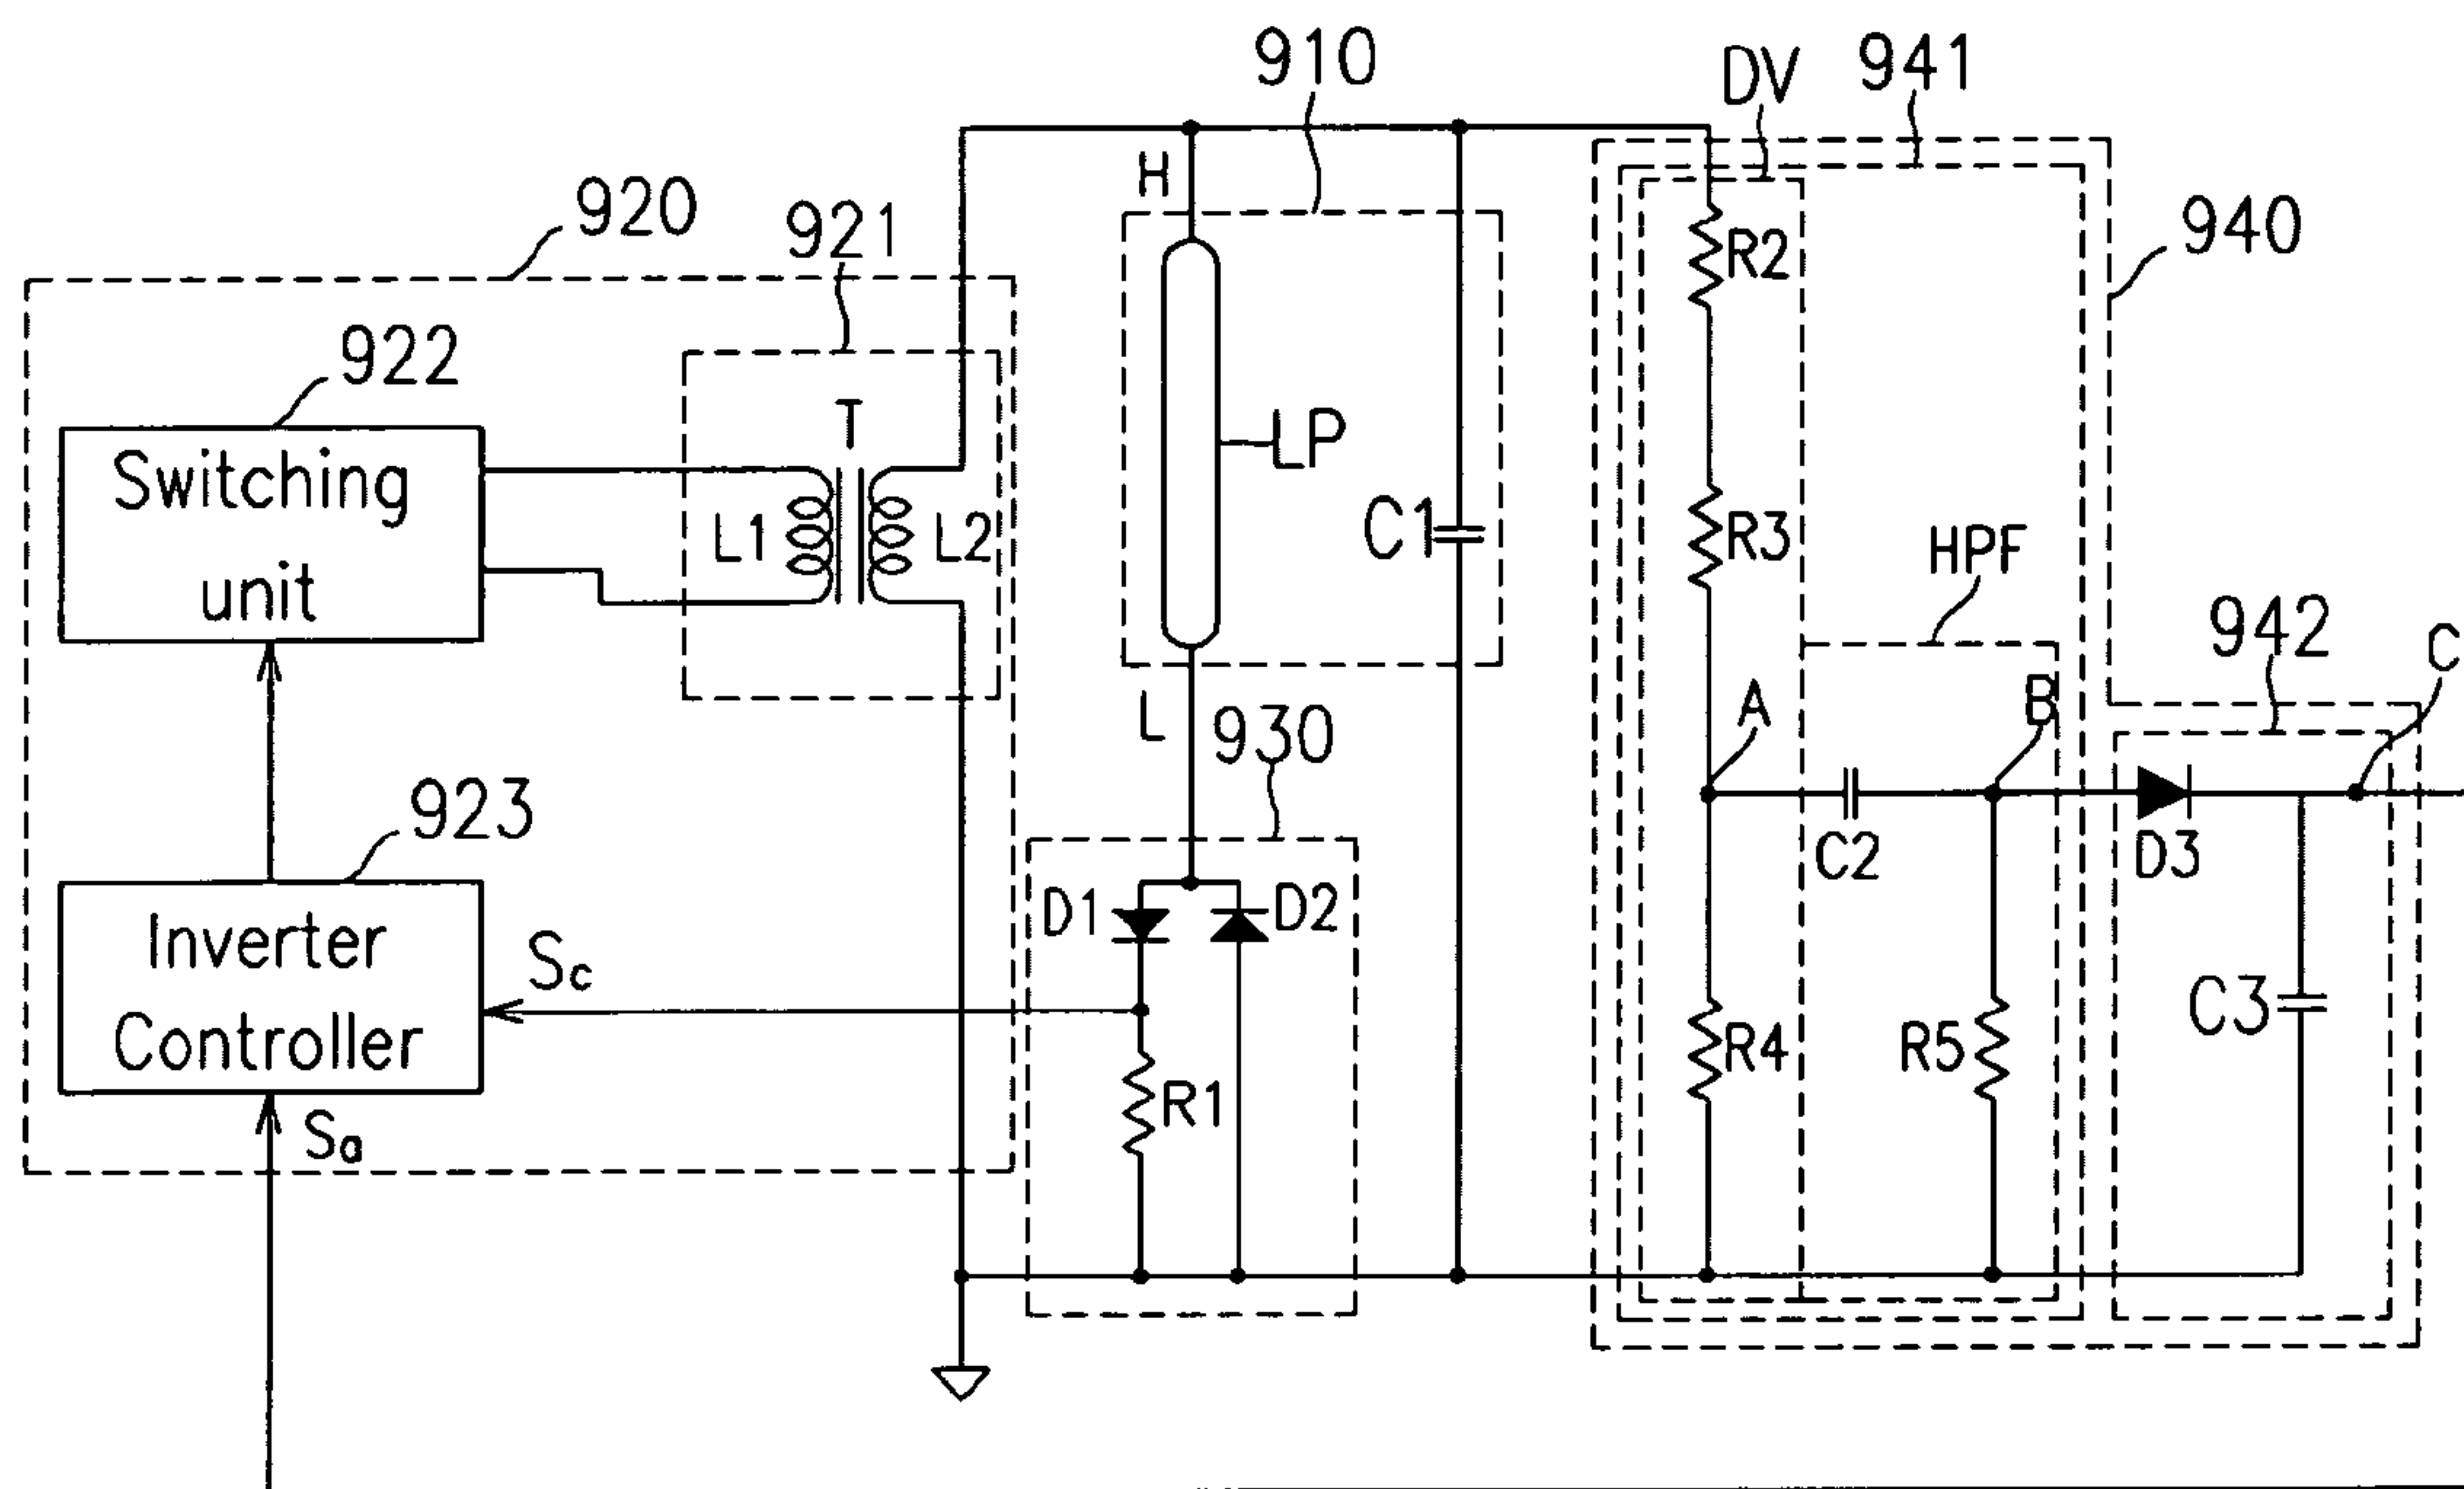 910
DV
941
H
920
921
940
R2
922
T
Switching
unit
LP
L1
L2
C1
R3
HPF
942
C
L
930
A
B
923
D1
D2
C2
D3
Inverter
Controller
Sc
C3
R4
R5
R1
Sa